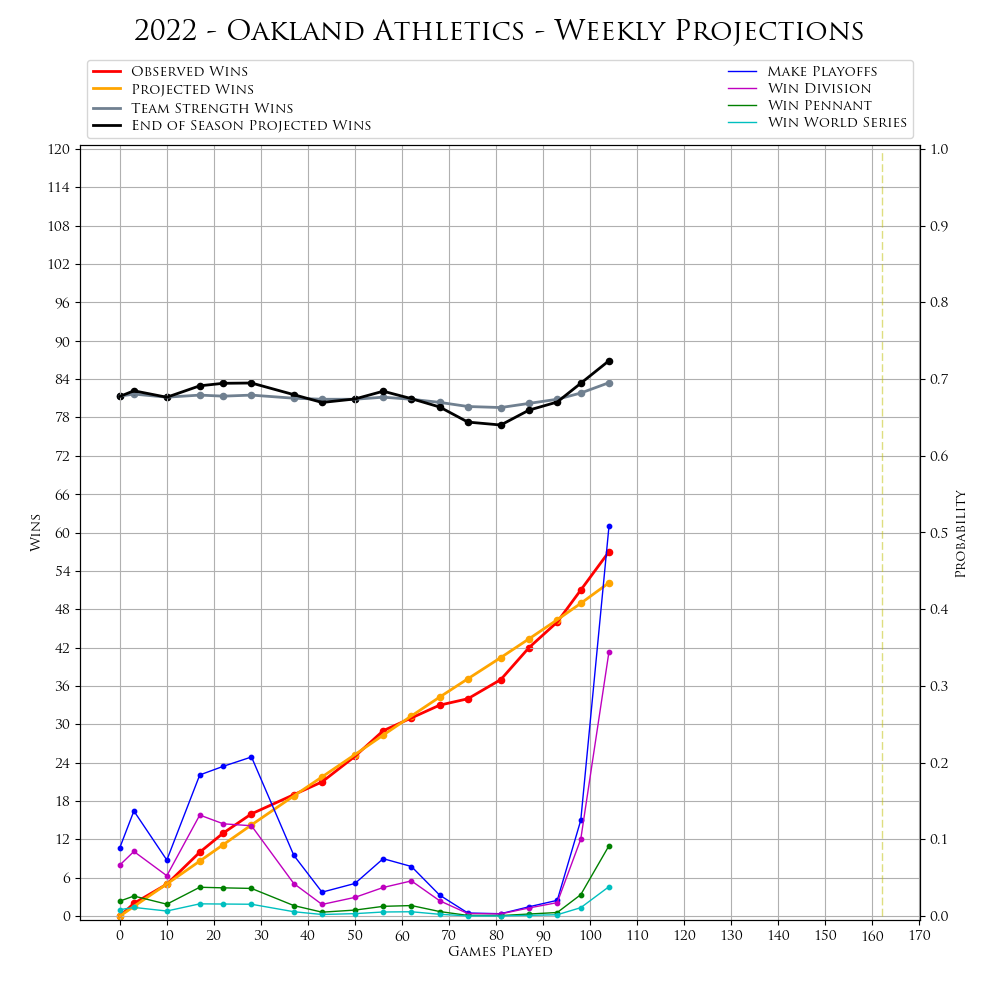 2022 - Oakland Athletics - Weekly Projections
Observed Wins
Projected Wins
Team Strength Wins
End of Season Projected Wins
Make Playoffs
Win Division
Win Pennant
Win World Series
120
114
108
102
96
90
84
78
72
66
60
54
48
42
36
30
24
18
12
6
0
Wins
1.0
0.9
0.8
0.7
0.6
0.5
0.4
0.3
0.2
0.1
0.0
Probability
0 10 20 30 40 50 60 70 80 90 100 110 120 130 140 150 160 170
Games Played